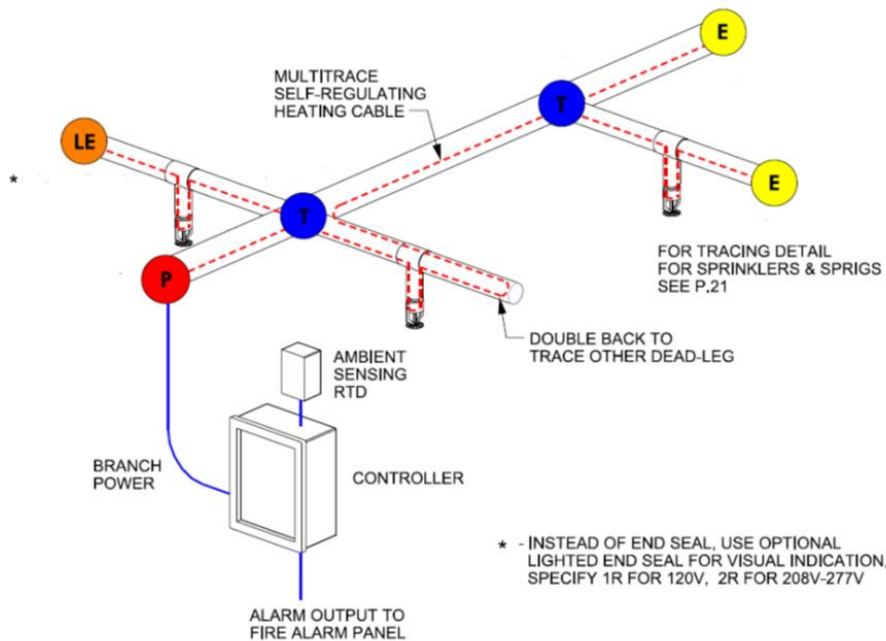 E
MULTITRACE
SELF-REGULATING
HEATING CABLE
T
LE
*
E
T
FOR TRACING DETAIL
FOR SPRINKLERS & SPRIGS
SEE P.21
P
DOUBLE BACK TO
TRACE OTHER DEAD-LEG
AMBIENT
SENSING
RTD
BRANCH
POWER
CONTROLLER
* - INSTEAD OF END SEAL, USE OPTIONAL
LIGHTED END SEAL FOR VISUAL INDICATION,
SPECIFY 1R FOR 120V, 2R FOR 208V-277V
ALARM OUTPUT TO
FIRE ALARM PANEL